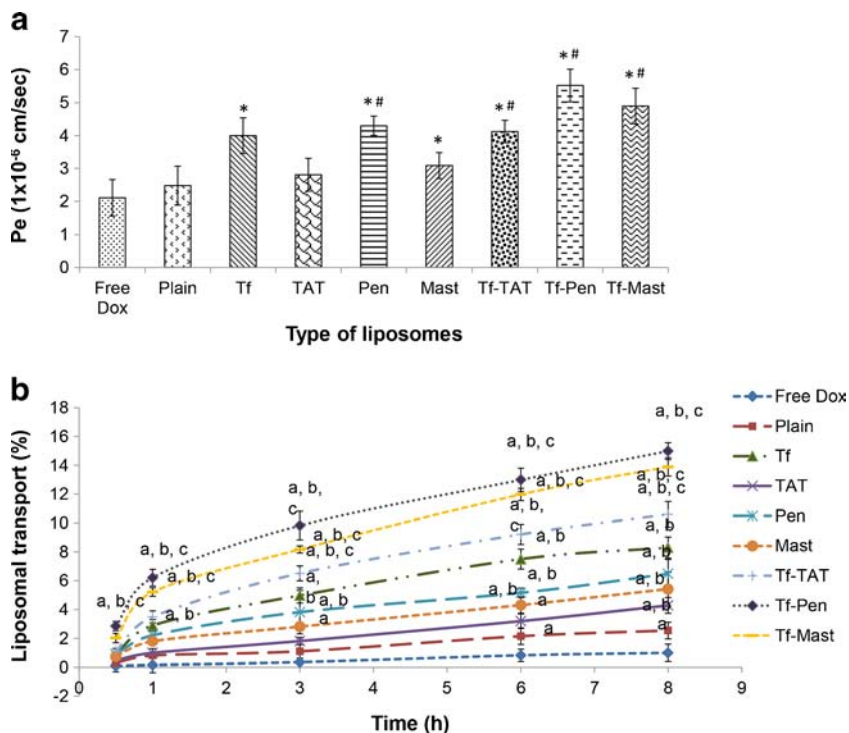 a
Pe (1x10⁻⁶ cm/sec)
7
6
5
4
3
2
1
0
*
* #
*
* #
* #
* #
Free Dox
Plain
Tf
TAT
Pen
Mast
Tf-TAT
Tf-Pen
Tf-Mast
Type of liposomes
b
Liposomal transport (%)
18
16
14
12
10
8
6
4
2
0
-2
a, b, c
a, b, c
a, b, c
a, b
a, b,
c
a, b, c
a, b, c
a,
b
a, b
a
a, b, c
a, b, c
a, b,
c
a, b
a, b
a
a
a, b, c
a, b, c
a, b, c
a, b
a, b
a, b
a, b
a
0
1
2
3
4
5
6
7
8
9
Time (h)
Free Dox
Plain
Tf
TAT
Pen
Mast
Tf-TAT
Tf-Pen
Tf-Mast